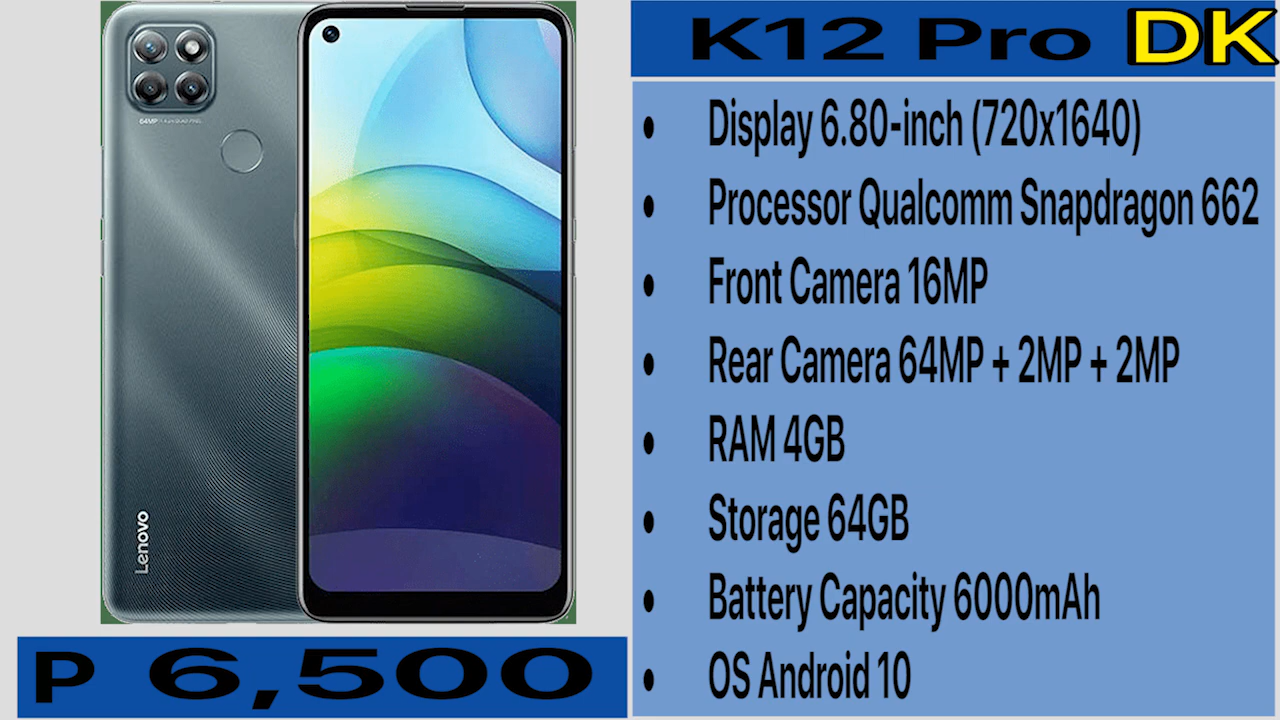 K12 Pro DK
Lenovo
P 6,500
• Display 6.80-inch (720x1640)
• Processor Qualcomm Snapdragon 662
• Front Camera 16MP
• Rear Camera 64MP + 2MP + 2MP
• RAM 4GB
• Storage 64GB
• Battery Capacity 6000mAh
• OS Android 10